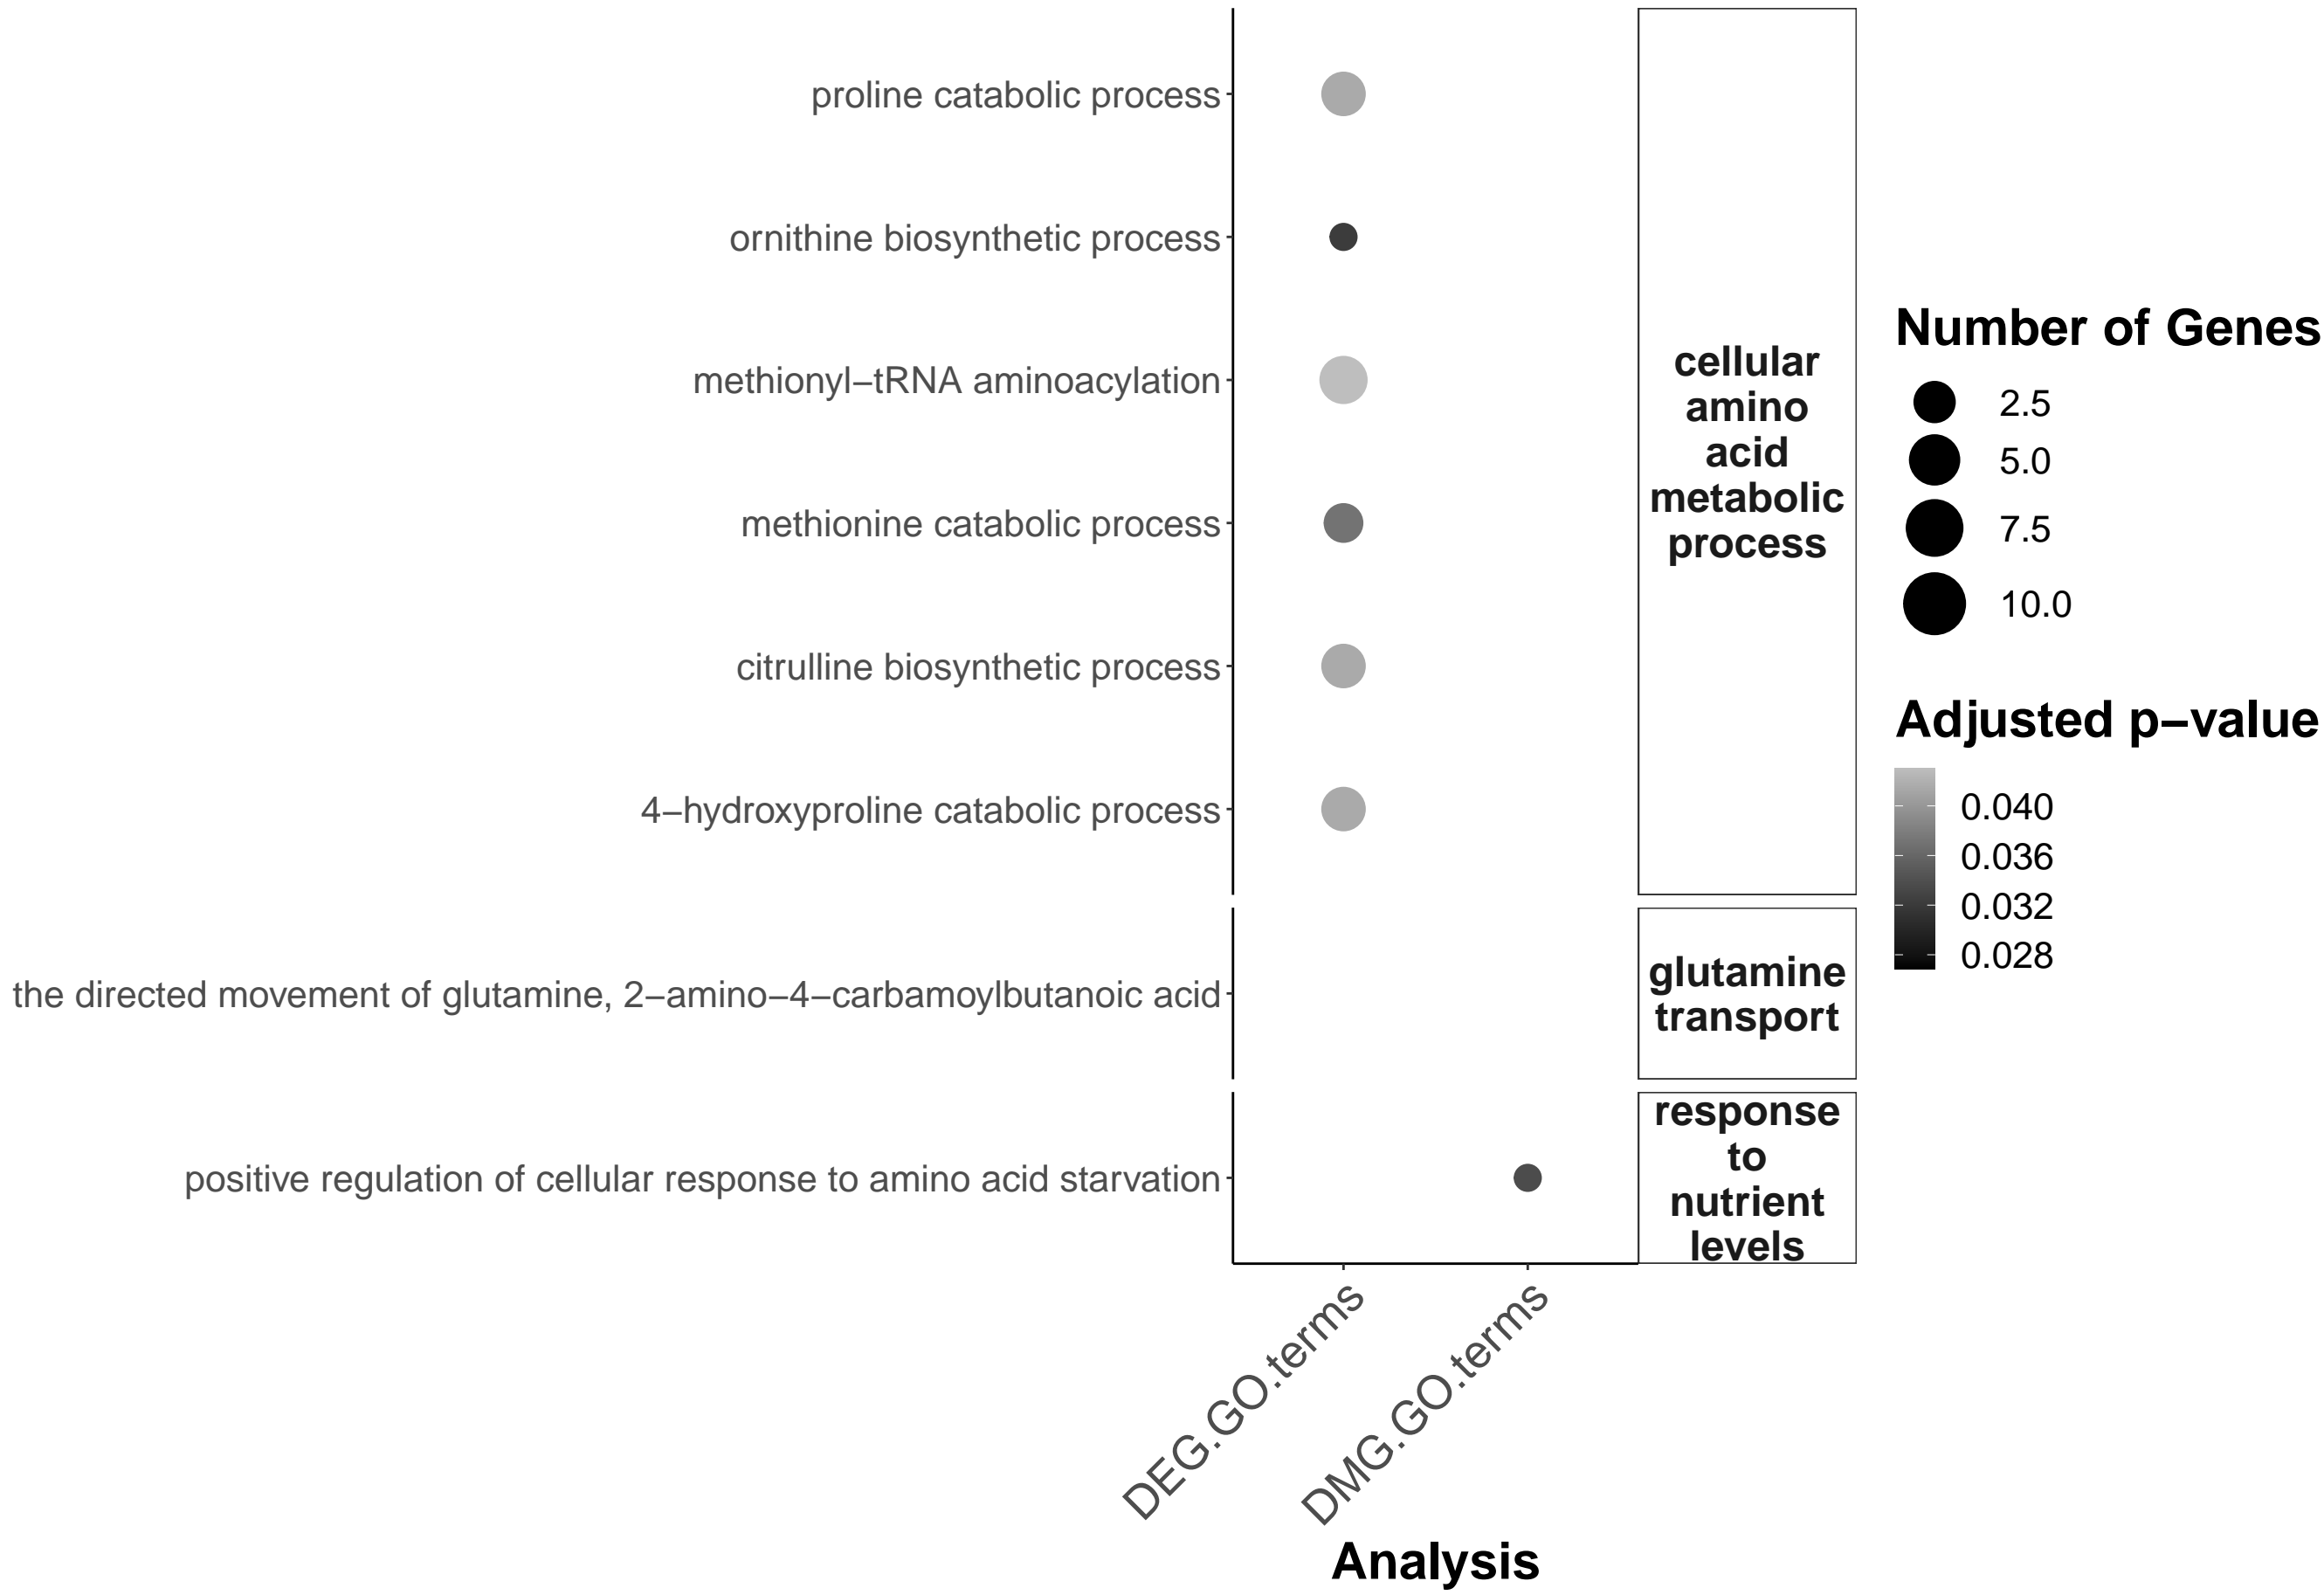 proline catabolic process
ornithine biosynthetic process
methionyl−tRNA aminoacylation
methionine catabolic process
citrulline biosynthetic process
4−hydroxyproline catabolic process
the directed movement of glutamine, 2−amino−4−carbamoylbutanoic acid
positive regulation of cellular response to amino acid starvation
cellular
amino
acid
metabolic
process
glutamine
transport
response
to
nutrient
levels
DEG.GO.terms
DMG.GO.terms
Analysis
Number of Genes
2.5
5.0
7.5
10.0
Adjusted p−value
0.040
0.036
0.032
0.028